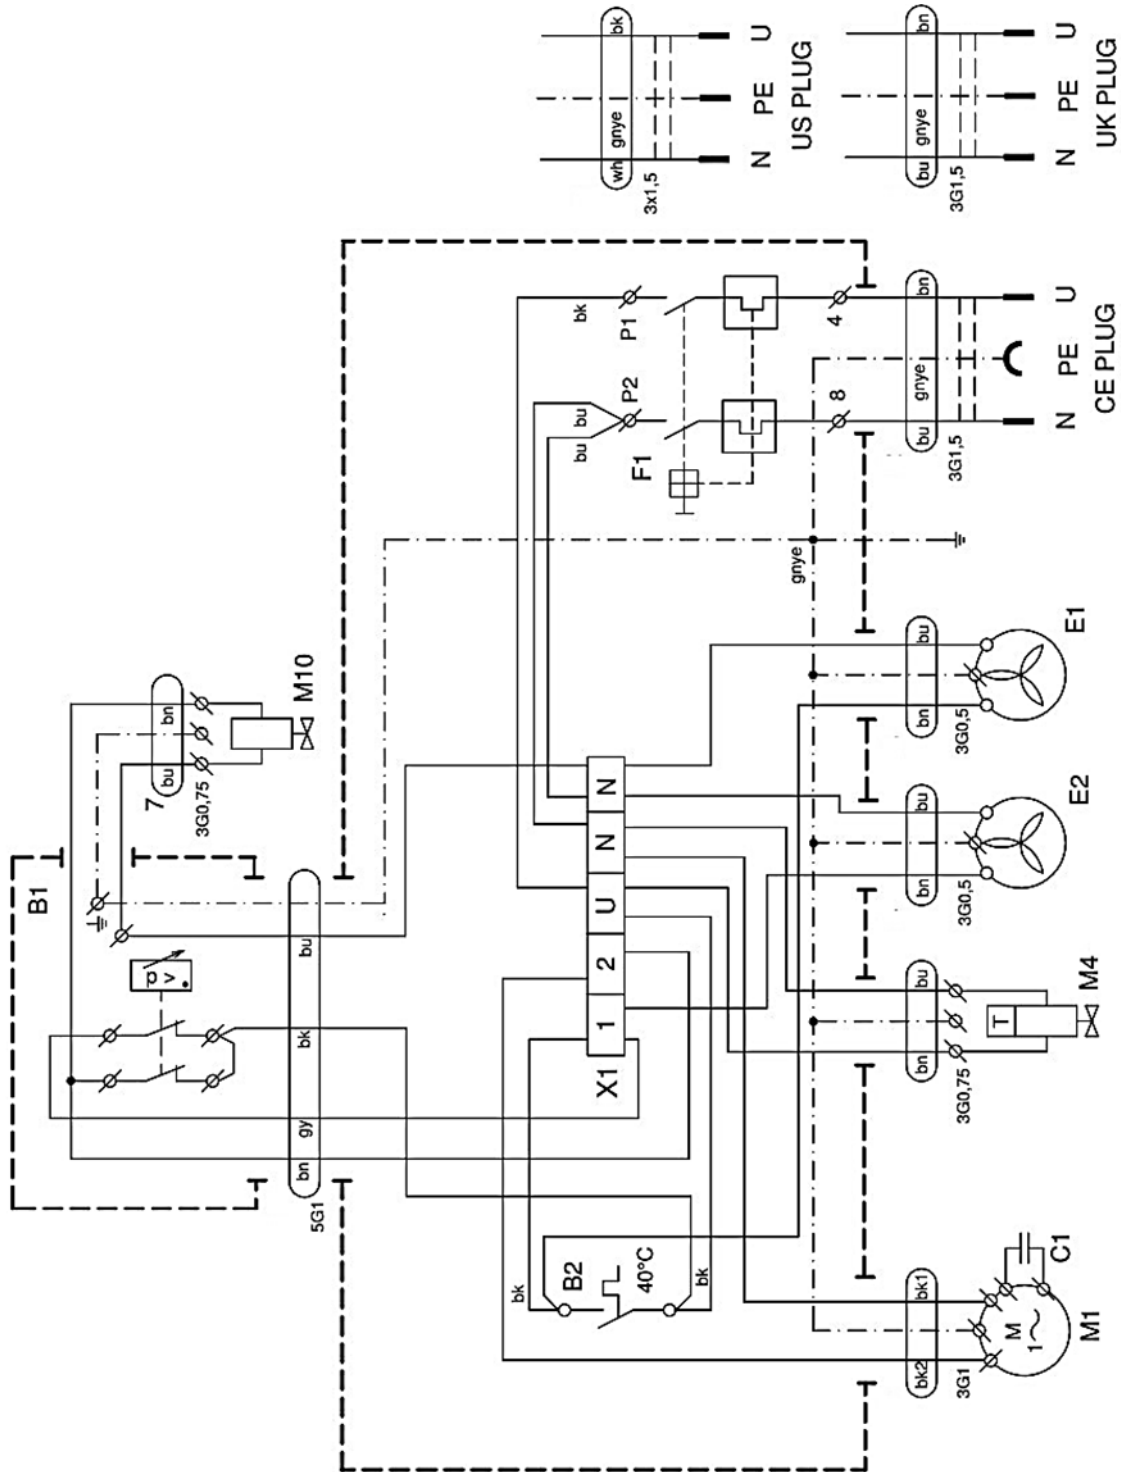 bk
gnye
wh
3x1,5
U
PE
N
US PLUG
bn
gnye
bu
3G1,5
U
PE
N
UK PLUG
B1
7
bn
bu
3G0,75
M10
p
v
5G1
bu
bk
gy
bn
bk
P1
bu
bu
P2
F1
4
8
bn
gnye
bu
3G1,5
U
PE
N
CE PLUG
gnye
X1
1
2
U
N
N
bk
B2
40°C
bk
bu
bn
3G0,5
E1
bu
bn
3G0,5
E2
bu
bn
3G0,75
T
M4
bk1
bk2
3G1
M
1~
C1
M1